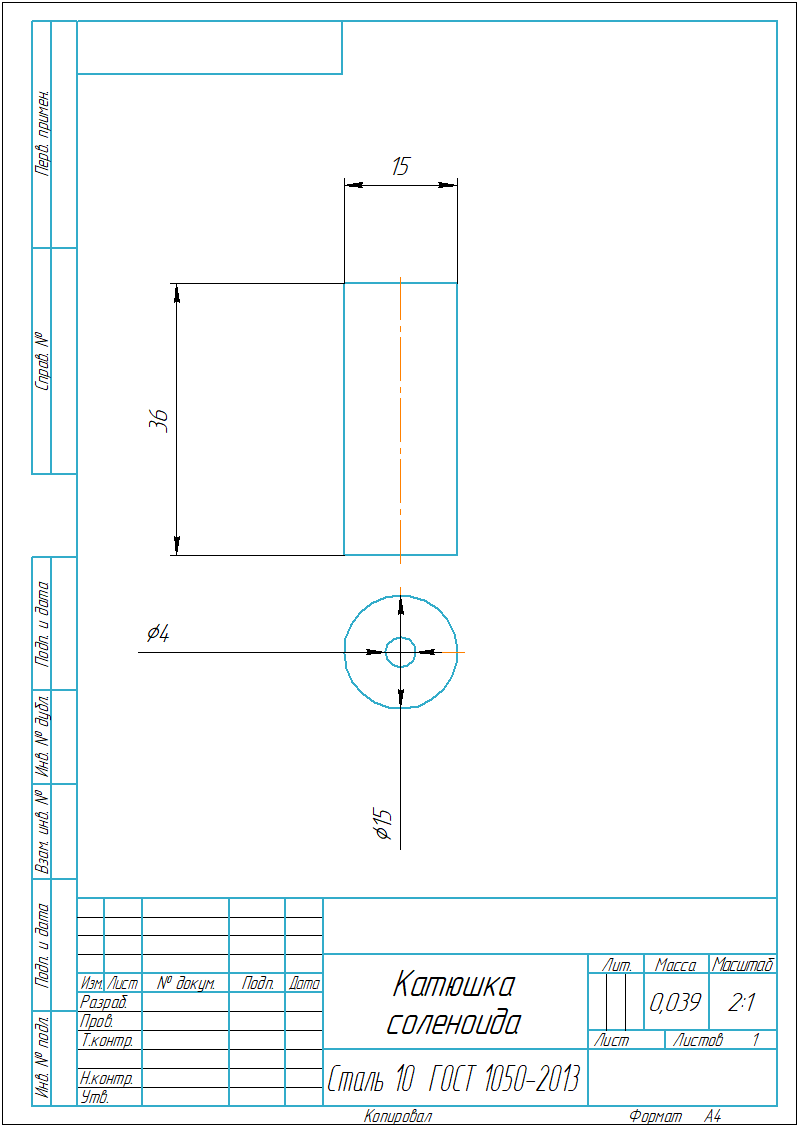 Перв. примен.
Справ. №
Подп. и дата
Инв. № дубл.
Взам. инв. №
Подп. и дата
Инв. № подл.
15
36
⌀4
⌀15
Изм. Лист № докум. Подп. Дата
Разраб.
Пров.
Т.контр.
Н.контр.
Утв.
Катюшка
соленоида
Сталь 10 ГОСТ 1050-2013
Лит. Масса Масштаб
0,039 2:1
Лист Листов 1
Копировал Формат А4